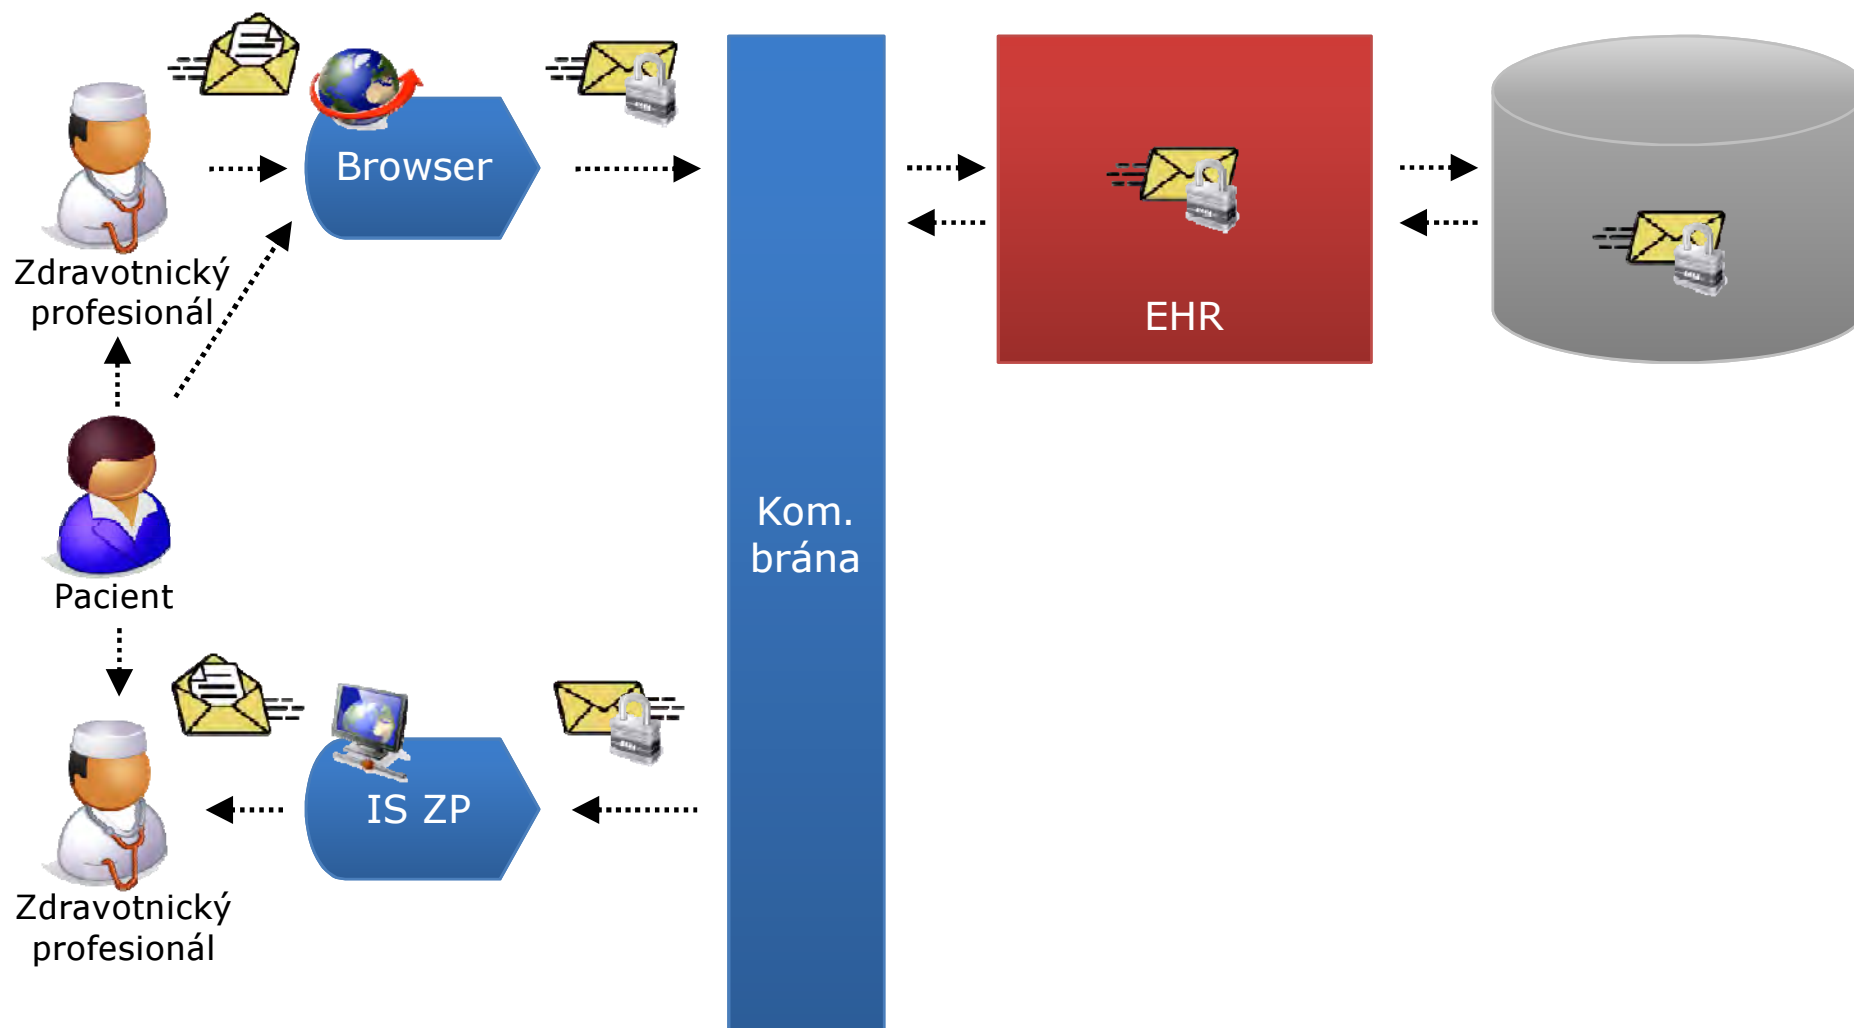 Browser
Zdravotnický
profesionál
EHR
Kom.
brána
Pacient
IS ZP
Zdravotnický
profesionál